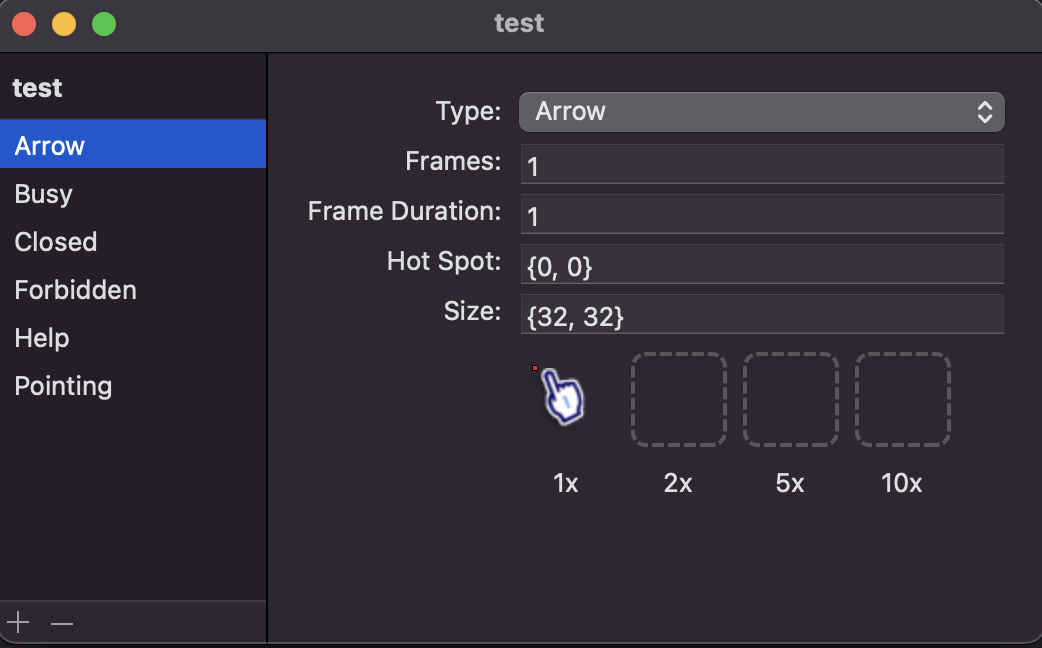 test
test
Arrow
Busy
Closed
Forbidden
Help
Pointing
Type: Arrow
Frames: 1
Frame Duration: 1
Hot Spot: {0, 0}
Size: {32, 32}
1
1x 2x 5x 10x